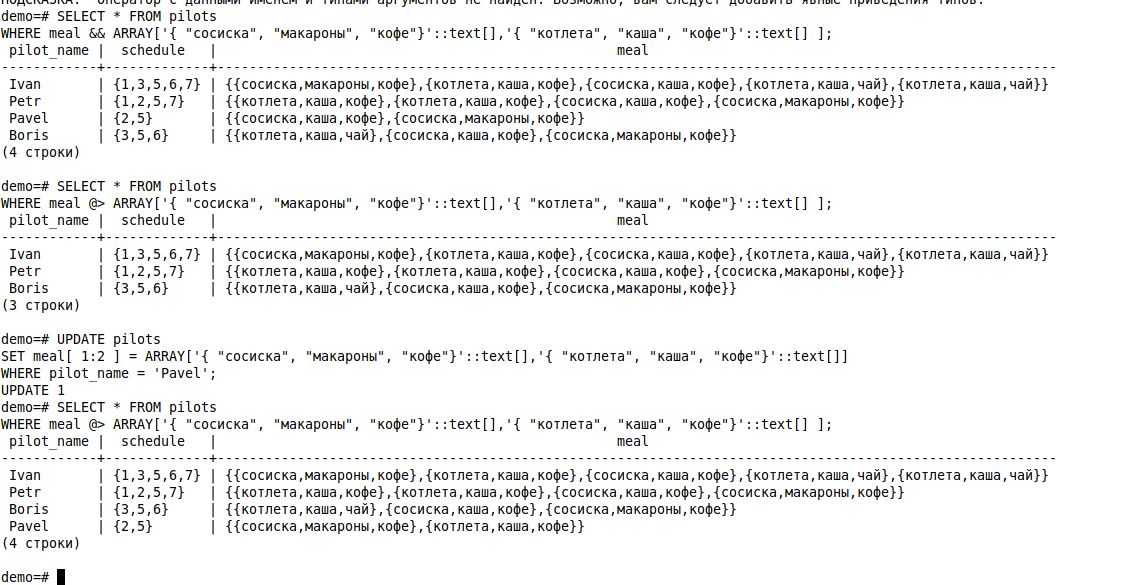 ПОДСКАЗКА: Оператор с данными именем и типами аргументов не найден. Возможно, вам следует добавить явные приведения типов.
demo=# SELECT * FROM pilots
WHERE meal && ARRAY['{ "сосиска", "макароны", "кофе"}'::text[],'{ "котлета", "каша", "кофе"}'::text[] ];
 pilot_name |  schedule   |                                                   meal
------------+-------------+----------------------------------------------------------------------------------------------------------
 Ivan       | {1,3,5,6,7} | {{сосиска,макароны,кофе},{котлета,каша,кофе},{сосиска,каша,кофе},{котлета,каша,чай},{котлета,каша,чай}}
 Petr       | {1,2,5,7}   | {{котлета,каша,кофе},{котлета,каша,кофе},{сосиска,каша,кофе},{сосиска,макароны,кофе}}
 Pavel      | {2,5}       | {{сосиска,каша,кофе},{сосиска,макароны,кофе}}
 Boris      | {3,5,6}     | {{котлета,каша,чай},{сосиска,каша,кофе},{сосиска,макароны,кофе}}
(4 строки)
demo=# SELECT * FROM pilots
WHERE meal @> ARRAY['{ "сосиска", "макароны", "кофе"}'::text[],'{ "котлета", "каша", "кофе"}'::text[] ];
 pilot_name |  schedule   |                                                   meal
------------+-------------+----------------------------------------------------------------------------------------------------------
 Ivan       | {1,3,5,6,7} | {{сосиска,макароны,кофе},{котлета,каша,кофе},{сосиска,каша,кофе},{котлета,каша,чай},{котлета,каша,чай}}
 Petr       | {1,2,5,7}   | {{котлета,каша,кофе},{котлета,каша,кофе},{сосиска,каша,кофе},{сосиска,макароны,кофе}}
 Boris      | {3,5,6}     | {{котлета,каша,чай},{сосиска,каша,кофе},{сосиска,макароны,кофе}}
(3 строки)
demo=# UPDATE pilots
SET meal[ 1:2 ] = ARRAY['{ "сосиска", "макароны", "кофе"}'::text[],'{ "котлета", "каша", "кофе"}'::text[]]
WHERE pilot_name = 'Pavel';
UPDATE 1
demo=# SELECT * FROM pilots
WHERE meal @> ARRAY['{ "сосиска", "макароны", "кофе"}'::text[],'{ "котлета", "каша", "кофе"}'::text[] ];
 pilot_name |  schedule   |                                                   meal
------------+-------------+----------------------------------------------------------------------------------------------------------
 Ivan       | {1,3,5,6,7} | {{сосиска,макароны,кофе},{котлета,каша,кофе},{сосиска,каша,кофе},{котлета,каша,чай},{котлета,каша,чай}}
 Petr       | {1,2,5,7}   | {{котлета,каша,кофе},{котлета,каша,кофе},{сосиска,каша,кофе},{сосиска,макароны,кофе}}
 Boris      | {3,5,6}     | {{котлета,каша,чай},{сосиска,каша,кофе},{сосиска,макароны,кофе}}
 Pavel      | {2,5}       | {{сосиска,макароны,кофе},{котлета,каша,кофе}}
(4 строки)
demo=#